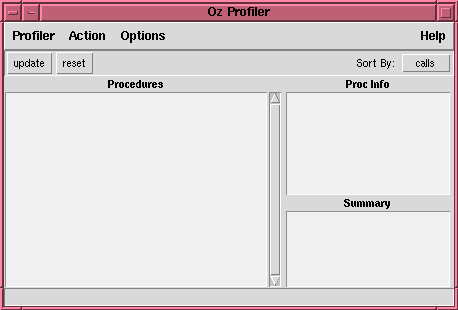 Oz Profiler
Profiler Action Options Help
update reset Sort By: calls
Procedures Proc Info
Summary